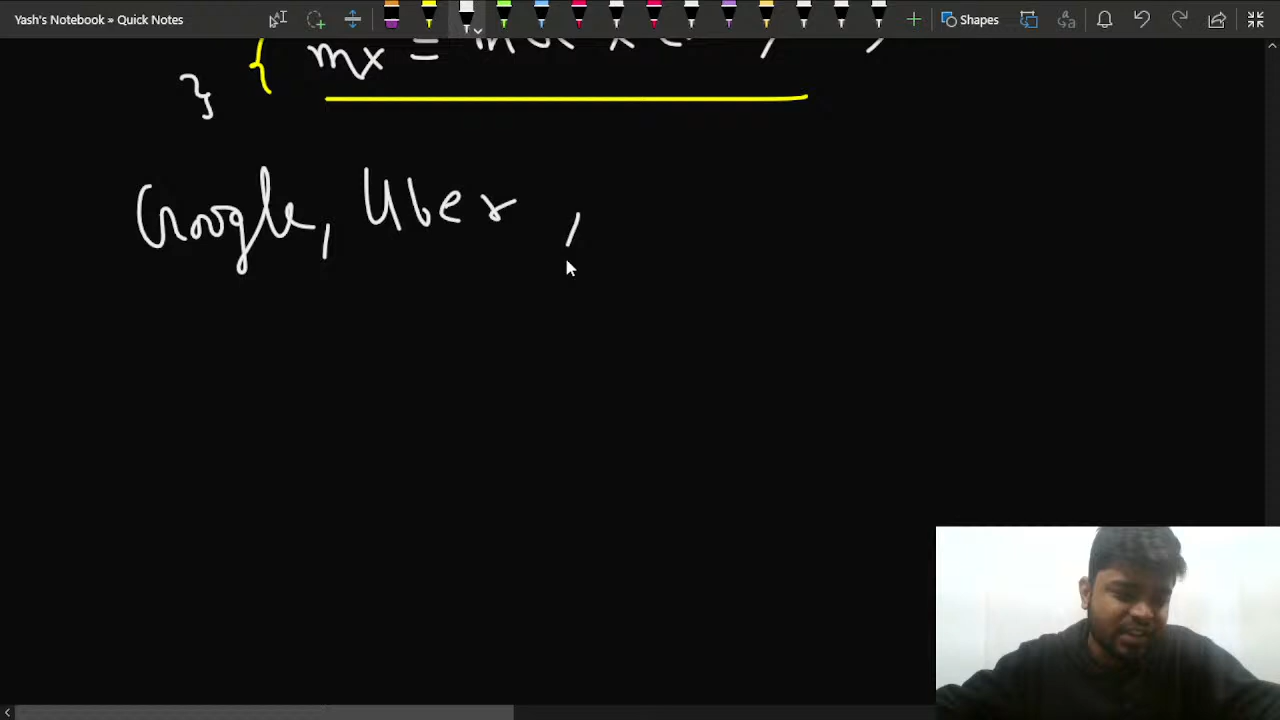 Yash's Notebook » Quick Notes
Shapes
{ mx =
}
Google, Uber,